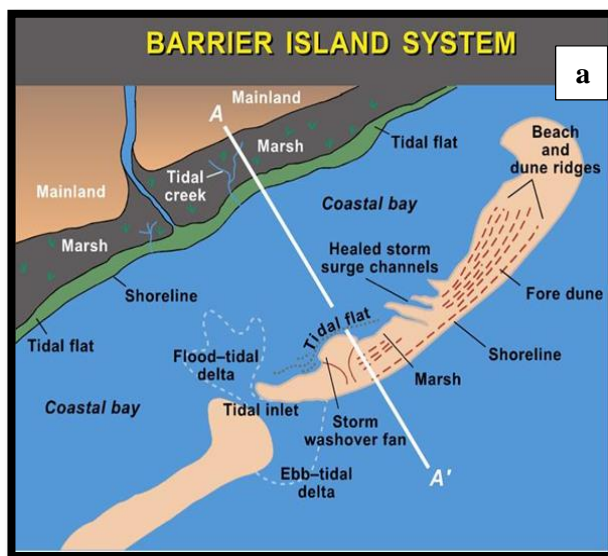 BARRIER ISLAND SYSTEM
a
Mainland
A
Marsh
Tidal flat
Beach
and
dune ridges
Tidal
creek
Mainland
Coastal bay
Marsh
Healed storm
surge channels
Fore dune
Shoreline
Tidal flat
Shoreline
Tidal flat
Flood–tidal
delta
Marsh
Coastal bay
Tidal inlet
Storm
washover fan
Ebb–tidal
delta
A'